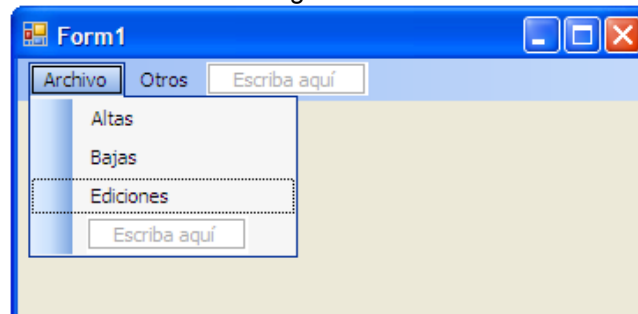 Form1
Archivo Otros Escriba aquí
Altas
Bajas
Ediciones
Escriba aquí